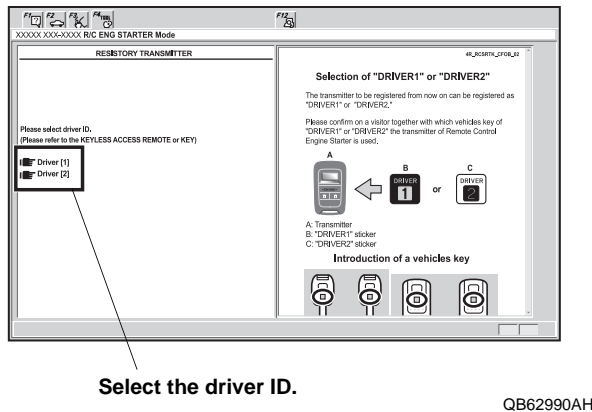 F1 F2 F3 F4 TOOL F12
XXXXX XXX-XXXX R/C ENG STARTER Mode
RESISTORY TRANSMITTER
Please select driver ID.
(Please refer to the KEYLESS ACCESS REMOTE or KEY)
Driver [1]
Driver [2]
4R_RCSRTK_CFOB_02
Selection of "DRIVER1" or "DRIVER2"
The transmitter to be registered from now on can be registered as
"DRIVER1" or "DRIVER2."
Please confirm on a visitor together with which vehicles key of
"DRIVER1" or "DRIVER2" the transmitter of Remote Control
Engine Starter is used.
A B C
DRIVER 1 or DRIVER 2
A: Transmitter
B: "DRIVER1" sticker
C: "DRIVER2" sticker
Introduction of a vehicles key
Select the driver ID.
QB62990AH